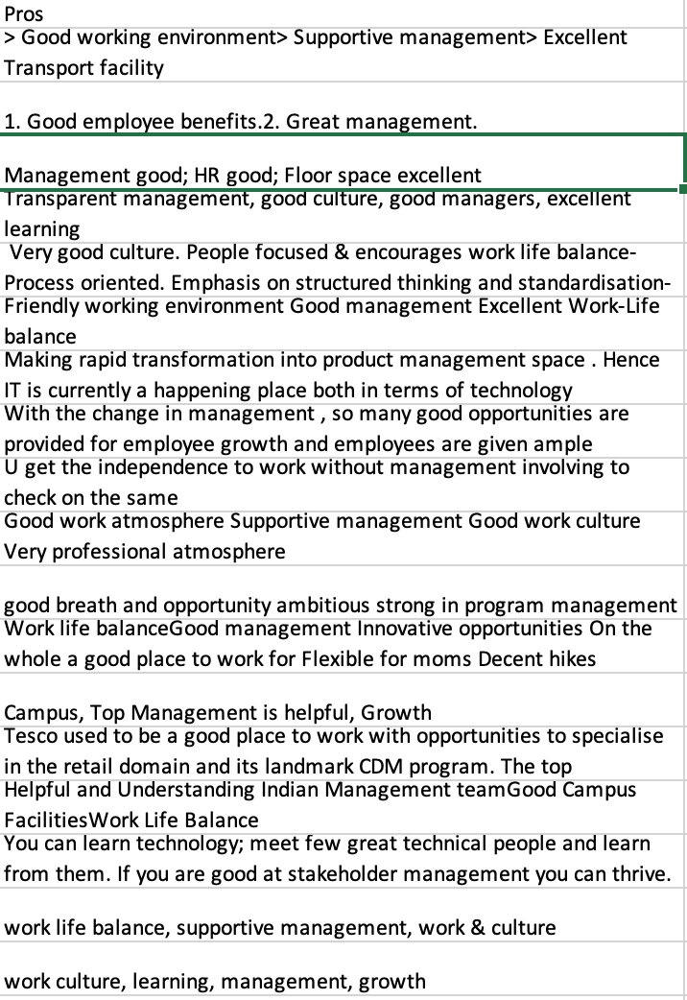 Pros
> Good working environment> Supportive management> Excellent
Transport facility
1. Good employee benefits.2. Great management.
Management good; HR good; Floor space excellent
Transparent management, good culture, good managers, excellent
learning
Very good culture. People focused & encourages work life balance-
Process oriented. Emphasis on structured thinking and standardisation-
Friendly working environment Good management Excellent Work-Life
balance
Making rapid transformation into product management space . Hence
IT is currently a happening place both in terms of technology
With the change in management , so many good opportunities are
provided for employee growth and employees are given ample
U get the independence to work without management involving to
check on the same
Good work atmosphere Supportive management Good work culture
Very professional atmosphere
good breath and opportunity ambitious strong in program management
Work life balanceGood management Innovative opportunities On the
whole a good place to work for Flexible for moms Decent hikes
Campus, Top Management is helpful, Growth
Tesco used to be a good place to work with opportunities to specialise
in the retail domain and its landmark CDM program. The top
Helpful and Understanding Indian Management teamGood Campus
FacilitiesWork Life Balance
You can learn technology; meet few great technical people and learn
from them. If you are good at stakeholder management you can thrive.
work life balance, supportive management, work & culture
work culture, learning, management, growth